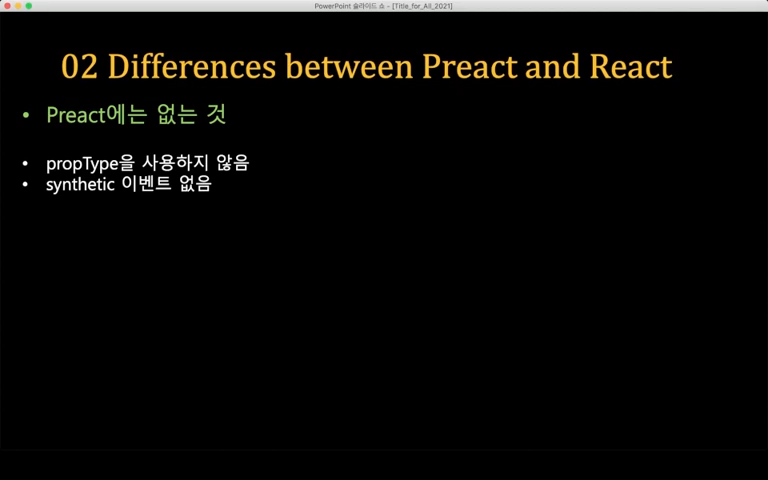 PowerPoint 슬라이드 쇼 - [Title_for_All_2021]
02 Differences between Preact and React
• Preact에는 없는 것
• propType을 사용하지 않음
• synthetic 이벤트 없음